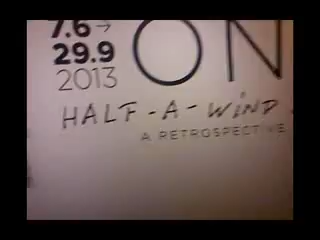 7.6→
29.9
2013
ON
HALF-A-WIND
A RETROSPECTIVE